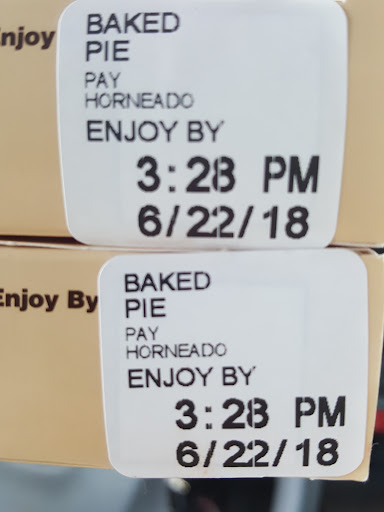 Enjoy
BAKED
PIE
PAY
HORNEADO
ENJOY BY
3:28 PM
6/22/18
Enjoy By
BAKED
PIE
PAY
HORNEADO
ENJOY BY
3:28 PM
6/22/18